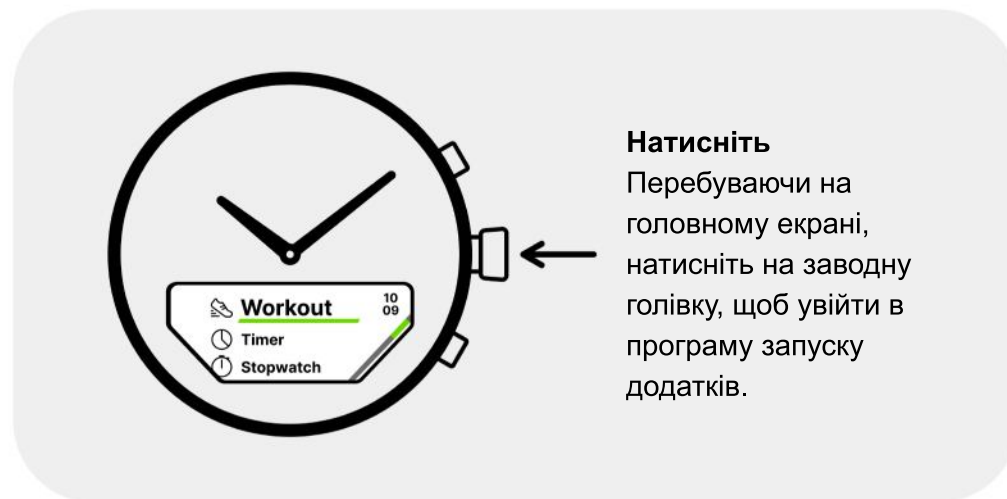 Workout
10
09
Timer
Stopwatch
Натисніть
Перебуваючи на
головному екрані,
натисніть на заводну
голівку, щоб увійти в
програму запуску
додатків.